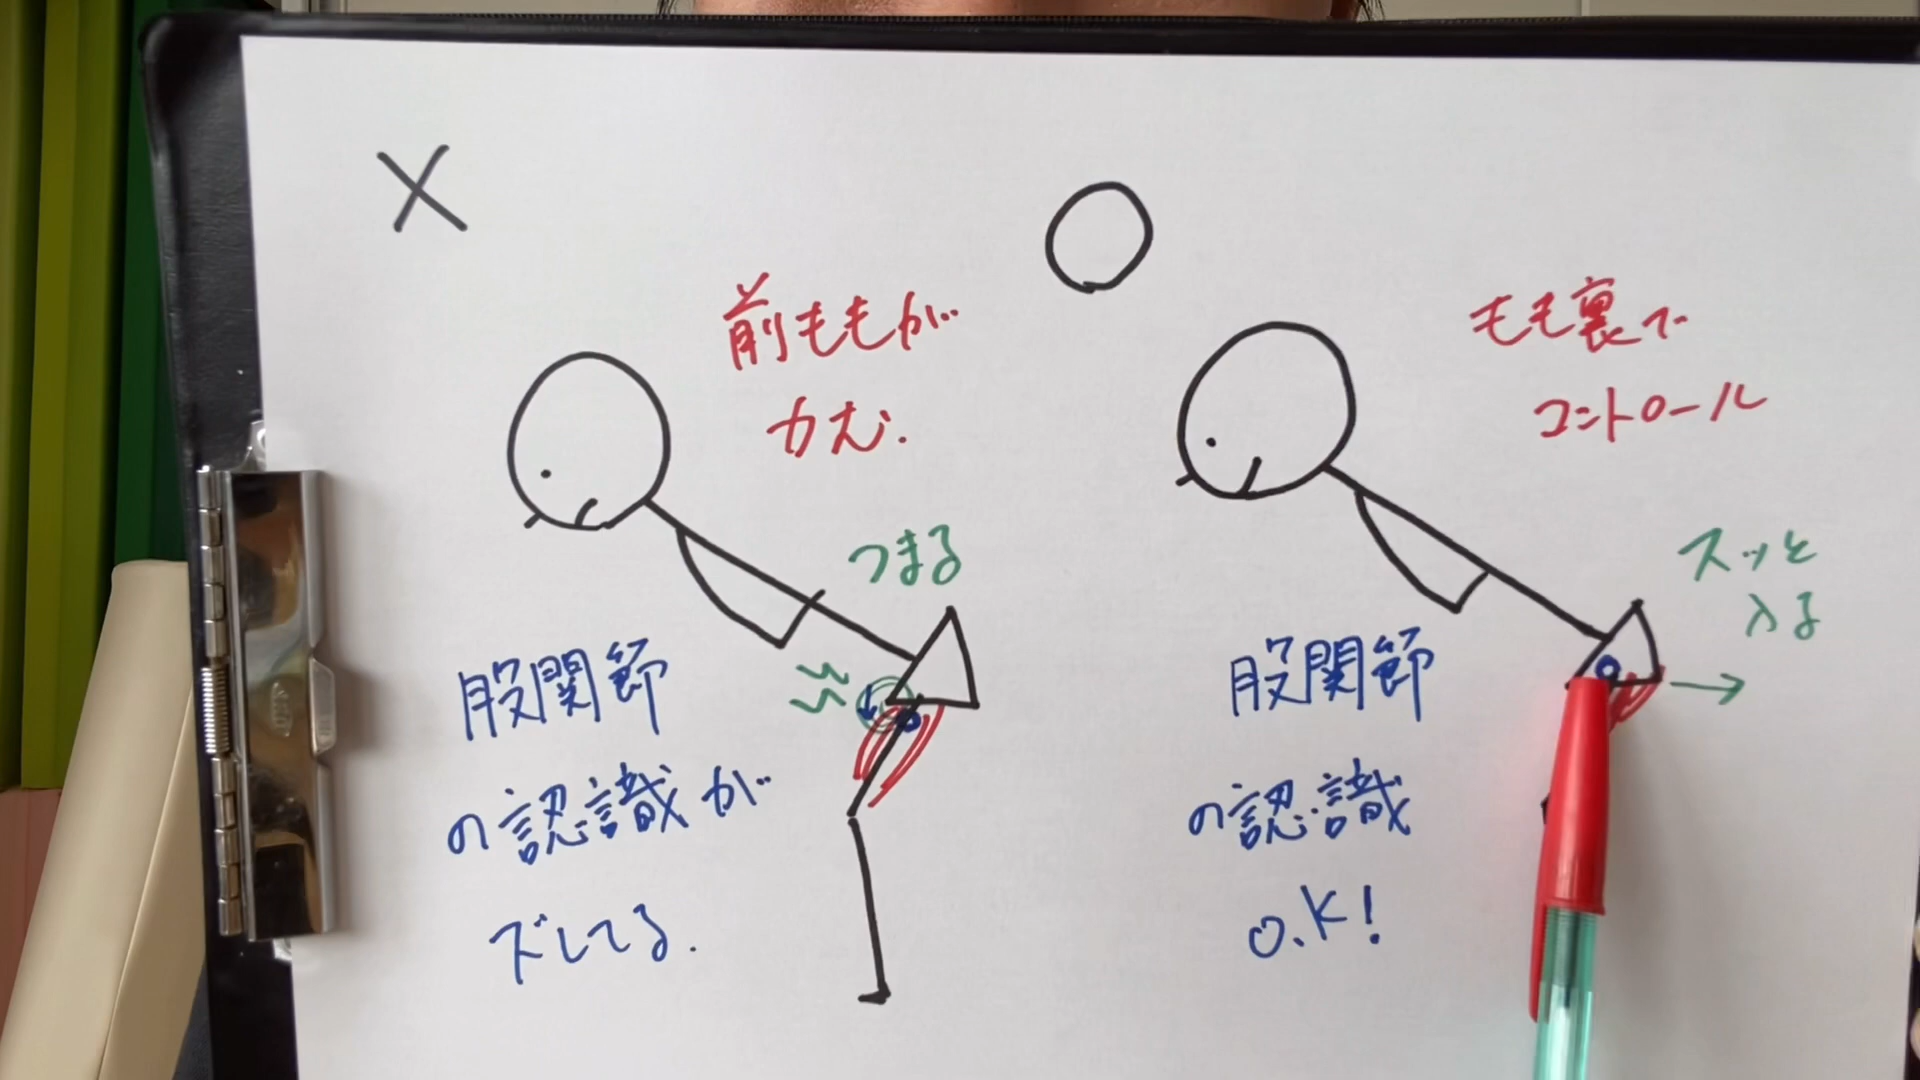 ×
前ももが
力む.
つまる
股関節
の認識が
ズレてる.
○
もも裏で
コントロール
スッと
入る
股関節
の認識
O.K!